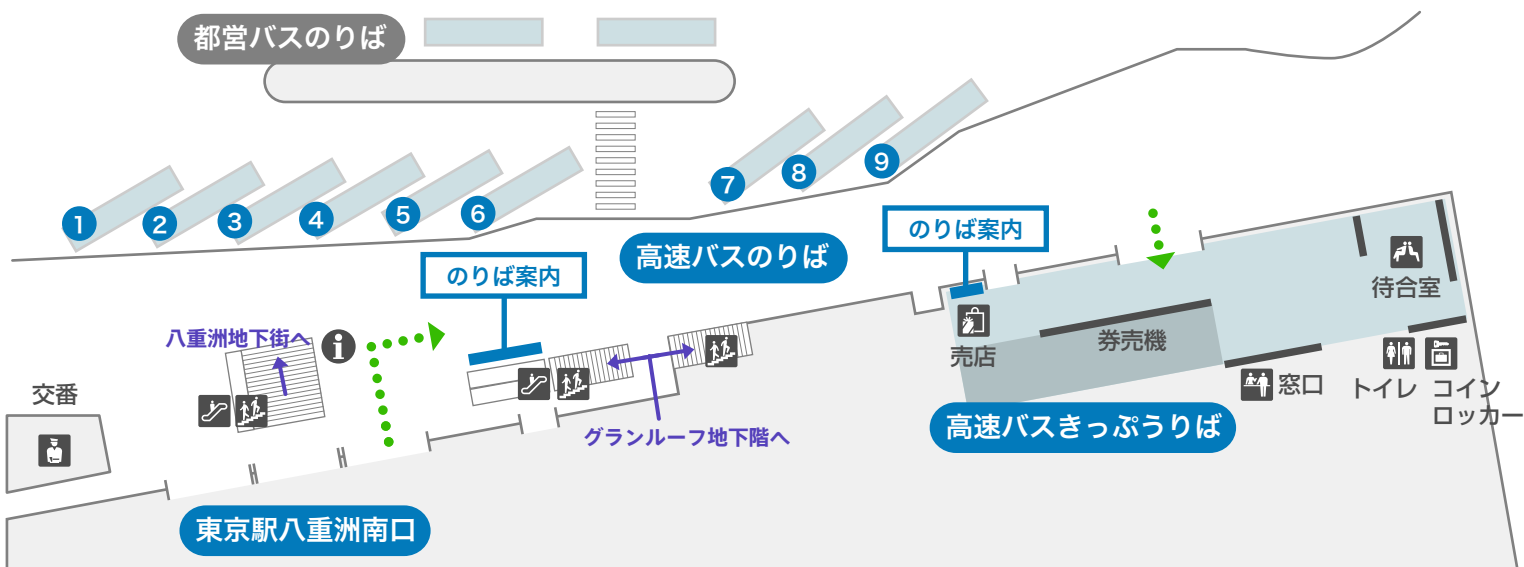 都営バスのりば
1
2
3
4
5
6
7
8
9
のりば案内
高速バスのりば
のりば案内
待合室
八重洲地下街へ
i
売店
券売機
交番
窓口
トイレ
コイン
ロッカー
グランルーフ地下階へ
高速バスきっぷうりば
東京駅八重洲南口